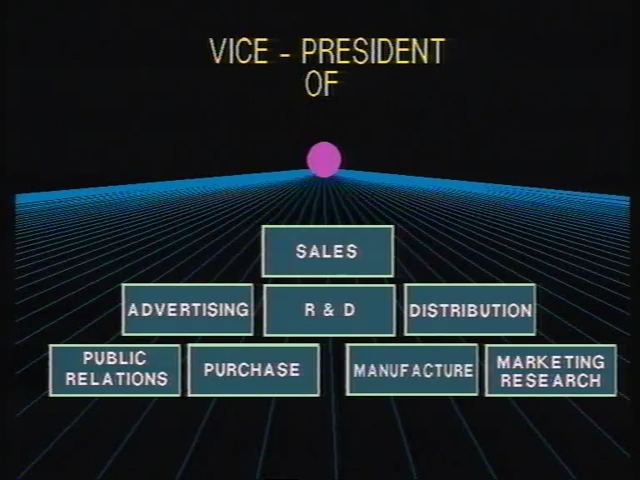 VICE - PRESIDENT
OF
SALES
ADVERTISING
R & D
DISTRIBUTION
PUBLIC
RELATIONS
PURCHASE
MANUFACTURE
MARKETING
RESEARCH